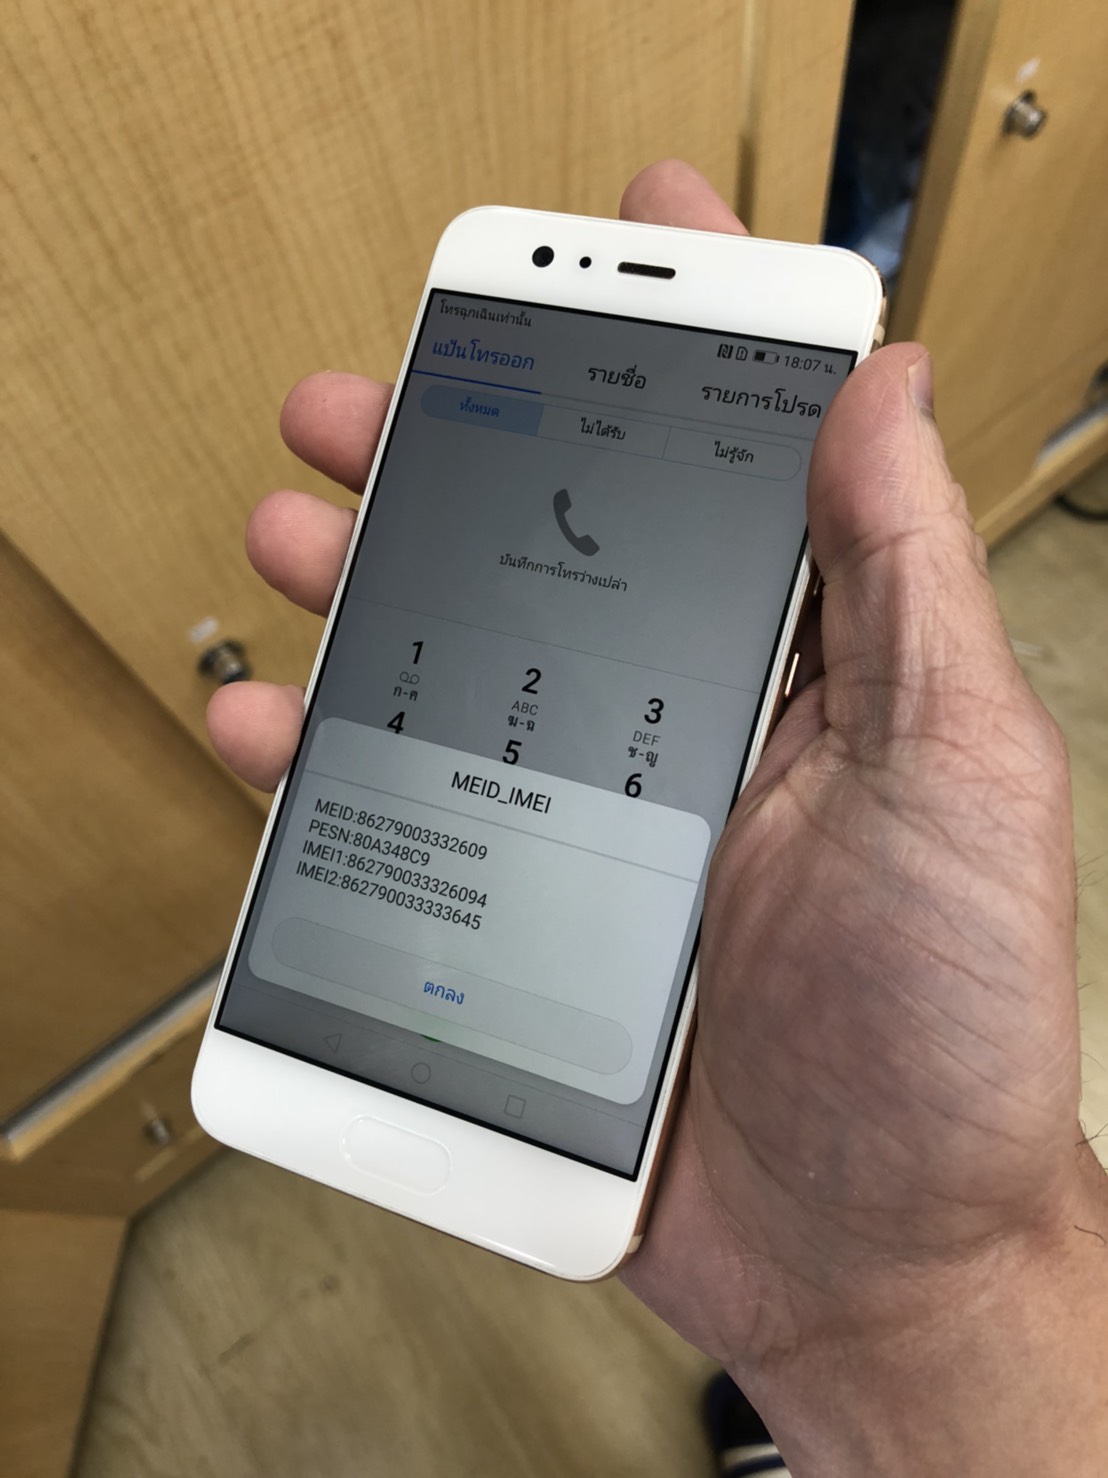 โทรฉุกเฉินเท่านั้น
18:07 น.
แป้นโทรออก รายชื่อ รายการโปรด
ทั้งหมด ไม่ได้รับ ไม่รู้จัก
บันทึกการโทรว่างเปล่า
1 2 3
ABC DEF
ก-ค ฆ-ฉ ช-ญ
4 5 6
MEID_IMEI
MEID:86279003332609
PESN:80A348C9
IMEI1:862790033326094
IMEI2:862790033333645
ตกลง